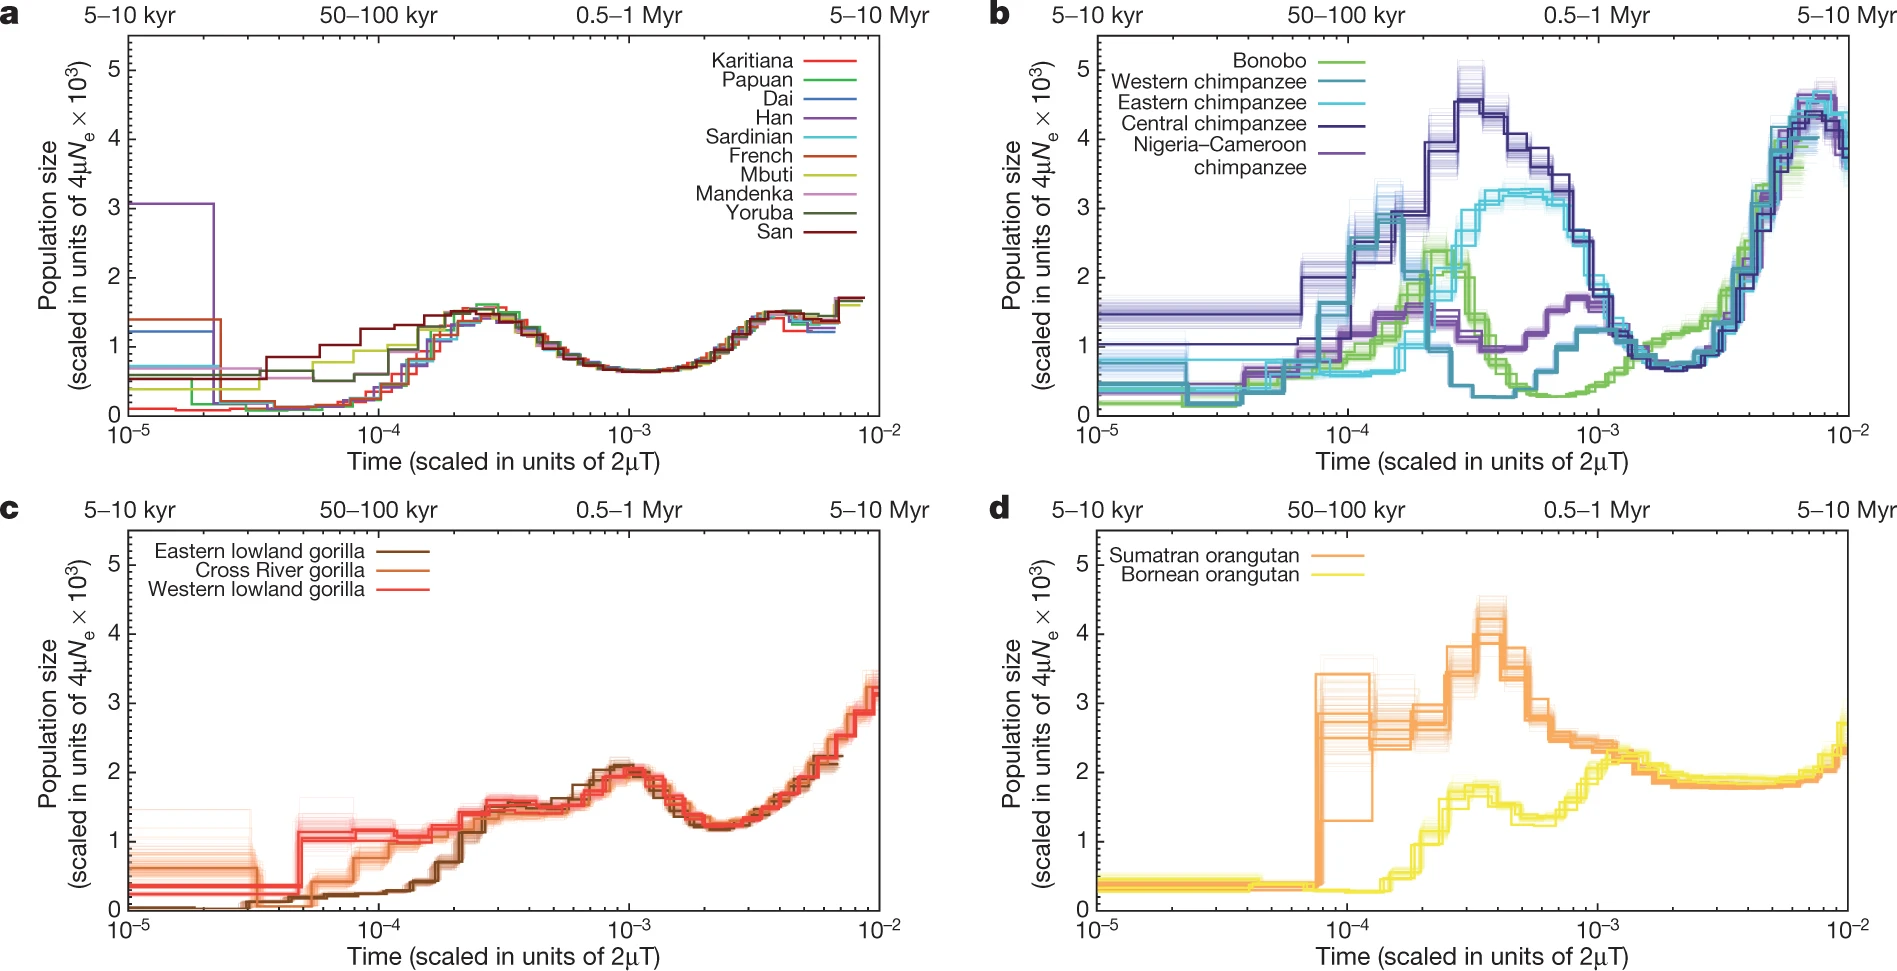 a
5–10 kyr 50–100 kyr 0.5–1 Myr 5–10 Myr
Population size
(scaled in units of 4μNe × 10³)
5
4
3
2
1
0
Karitiana
Papuan
Dai
Han
Sardinian
French
Mbuti
Mandenka
Yoruba
San
10⁻⁵ 10⁻⁴ 10⁻³ 10⁻²
Time (scaled in units of 2μT)
b
5–10 kyr 50–100 kyr 0.5–1 Myr 5–10 Myr
Population size
(scaled in units of 4μNe × 10³)
5
4
3
2
1
0
Bonobo
Western chimpanzee
Eastern chimpanzee
Central chimpanzee
Nigeria–Cameroon
chimpanzee
10⁻⁵ 10⁻⁴ 10⁻³ 10⁻²
Time (scaled in units of 2μT)
c
5–10 kyr 50–100 kyr 0.5–1 Myr 5–10 Myr
Population size
(scaled in units of 4μNe × 10³)
5
4
3
2
1
0
Eastern lowland gorilla
Cross River gorilla
Western lowland gorilla
10⁻⁵ 10⁻⁴ 10⁻³ 10⁻²
Time (scaled in units of 2μT)
d
5–10 kyr 50–100 kyr 0.5–1 Myr 5–10 Myr
Population size
(scaled in units of 4μNe × 10³)
5
4
3
2
1
0
Sumatran orangutan
Bornean orangutan
10⁻⁵ 10⁻⁴ 10⁻³ 10⁻²
Time (scaled in units of 2μT)